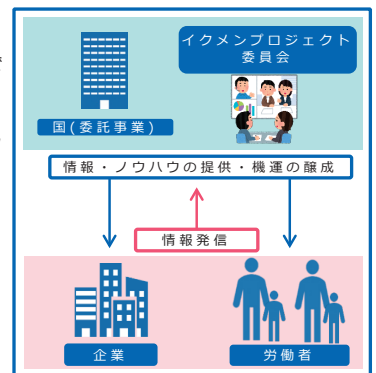 イクメンプロジェクト
委員会
国(委託事業)
情報・ノウハウの提供・機運の醸成
情報発信
企業
労働者